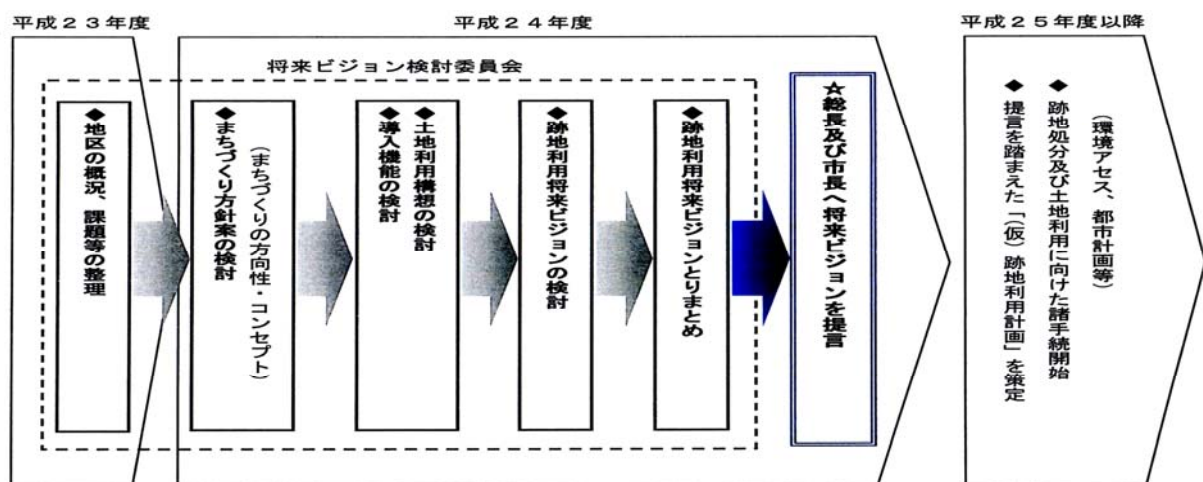 平成２３年度
平成２４年度
平成２５年度以降
将来ビジョン検討委員会
◆地区の概況、課題等の整理
◆まちづくり方針案の検討
（まちづくりの方向性・コンセプト）
◆土地利用構想の検討
◆導入機能の検討
◆跡地利用将来ビジョンの検討
◆跡地利用将来ビジョンとりまとめ
☆総長及び市長へ将来ビジョンを提言
◆提言を踏まえた「（仮）跡地利用計画」を策定
◆跡地処分及び土地利用に向けた諸手続開始
（環境アセス、都市計画等）